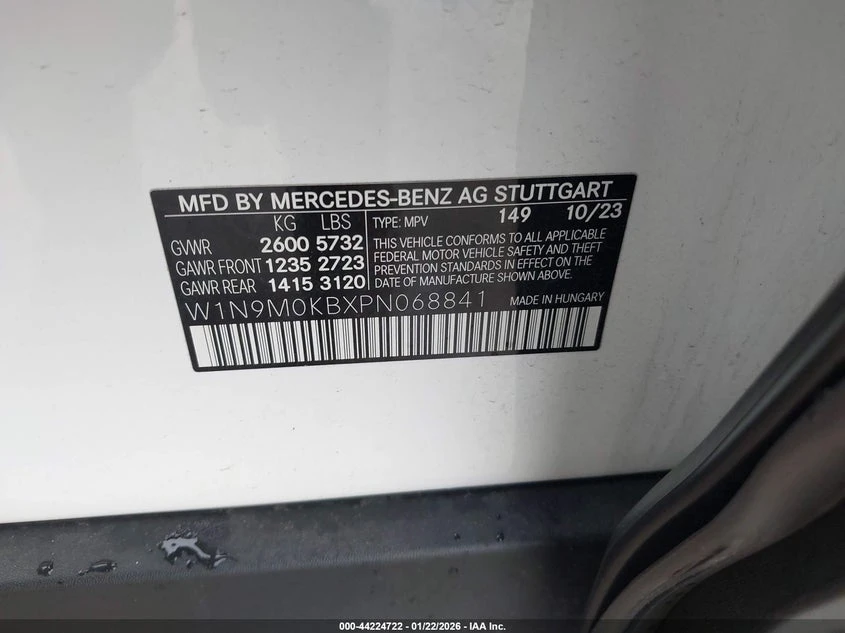 MFD BY MERCEDES-BENZ AG STUTTGART
KG LBS TYPE: MPV 149 10/23
GVWR 2600 5732 THIS VEHICLE CONFORMS TO ALL APPLICABLE
FEDERAL MOTOR VEHICLE SAFETY AND THEFT
GAWR FRONT 1235 2723 PREVENTION STANDARDS IN EFFECT ON THE
GAWR REAR 1415 3120 DATE OF MANUFACTURE SHOWN ABOVE.
W1N9M0KBXPN068841 MADE IN HUNGARY
000-44224722 - 01/22/2026 - IAA Inc.